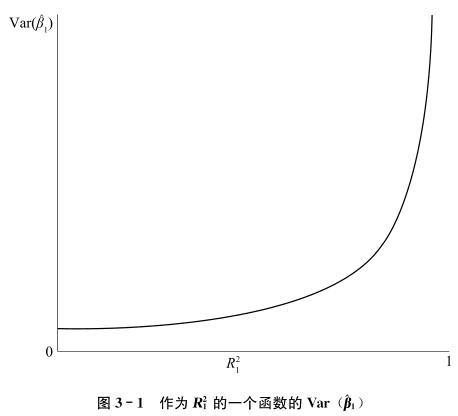 Var(β̂₁)
0
R₁²
1
图 3-1 作为 R₁² 的一个函数的 Var（β̂₁）